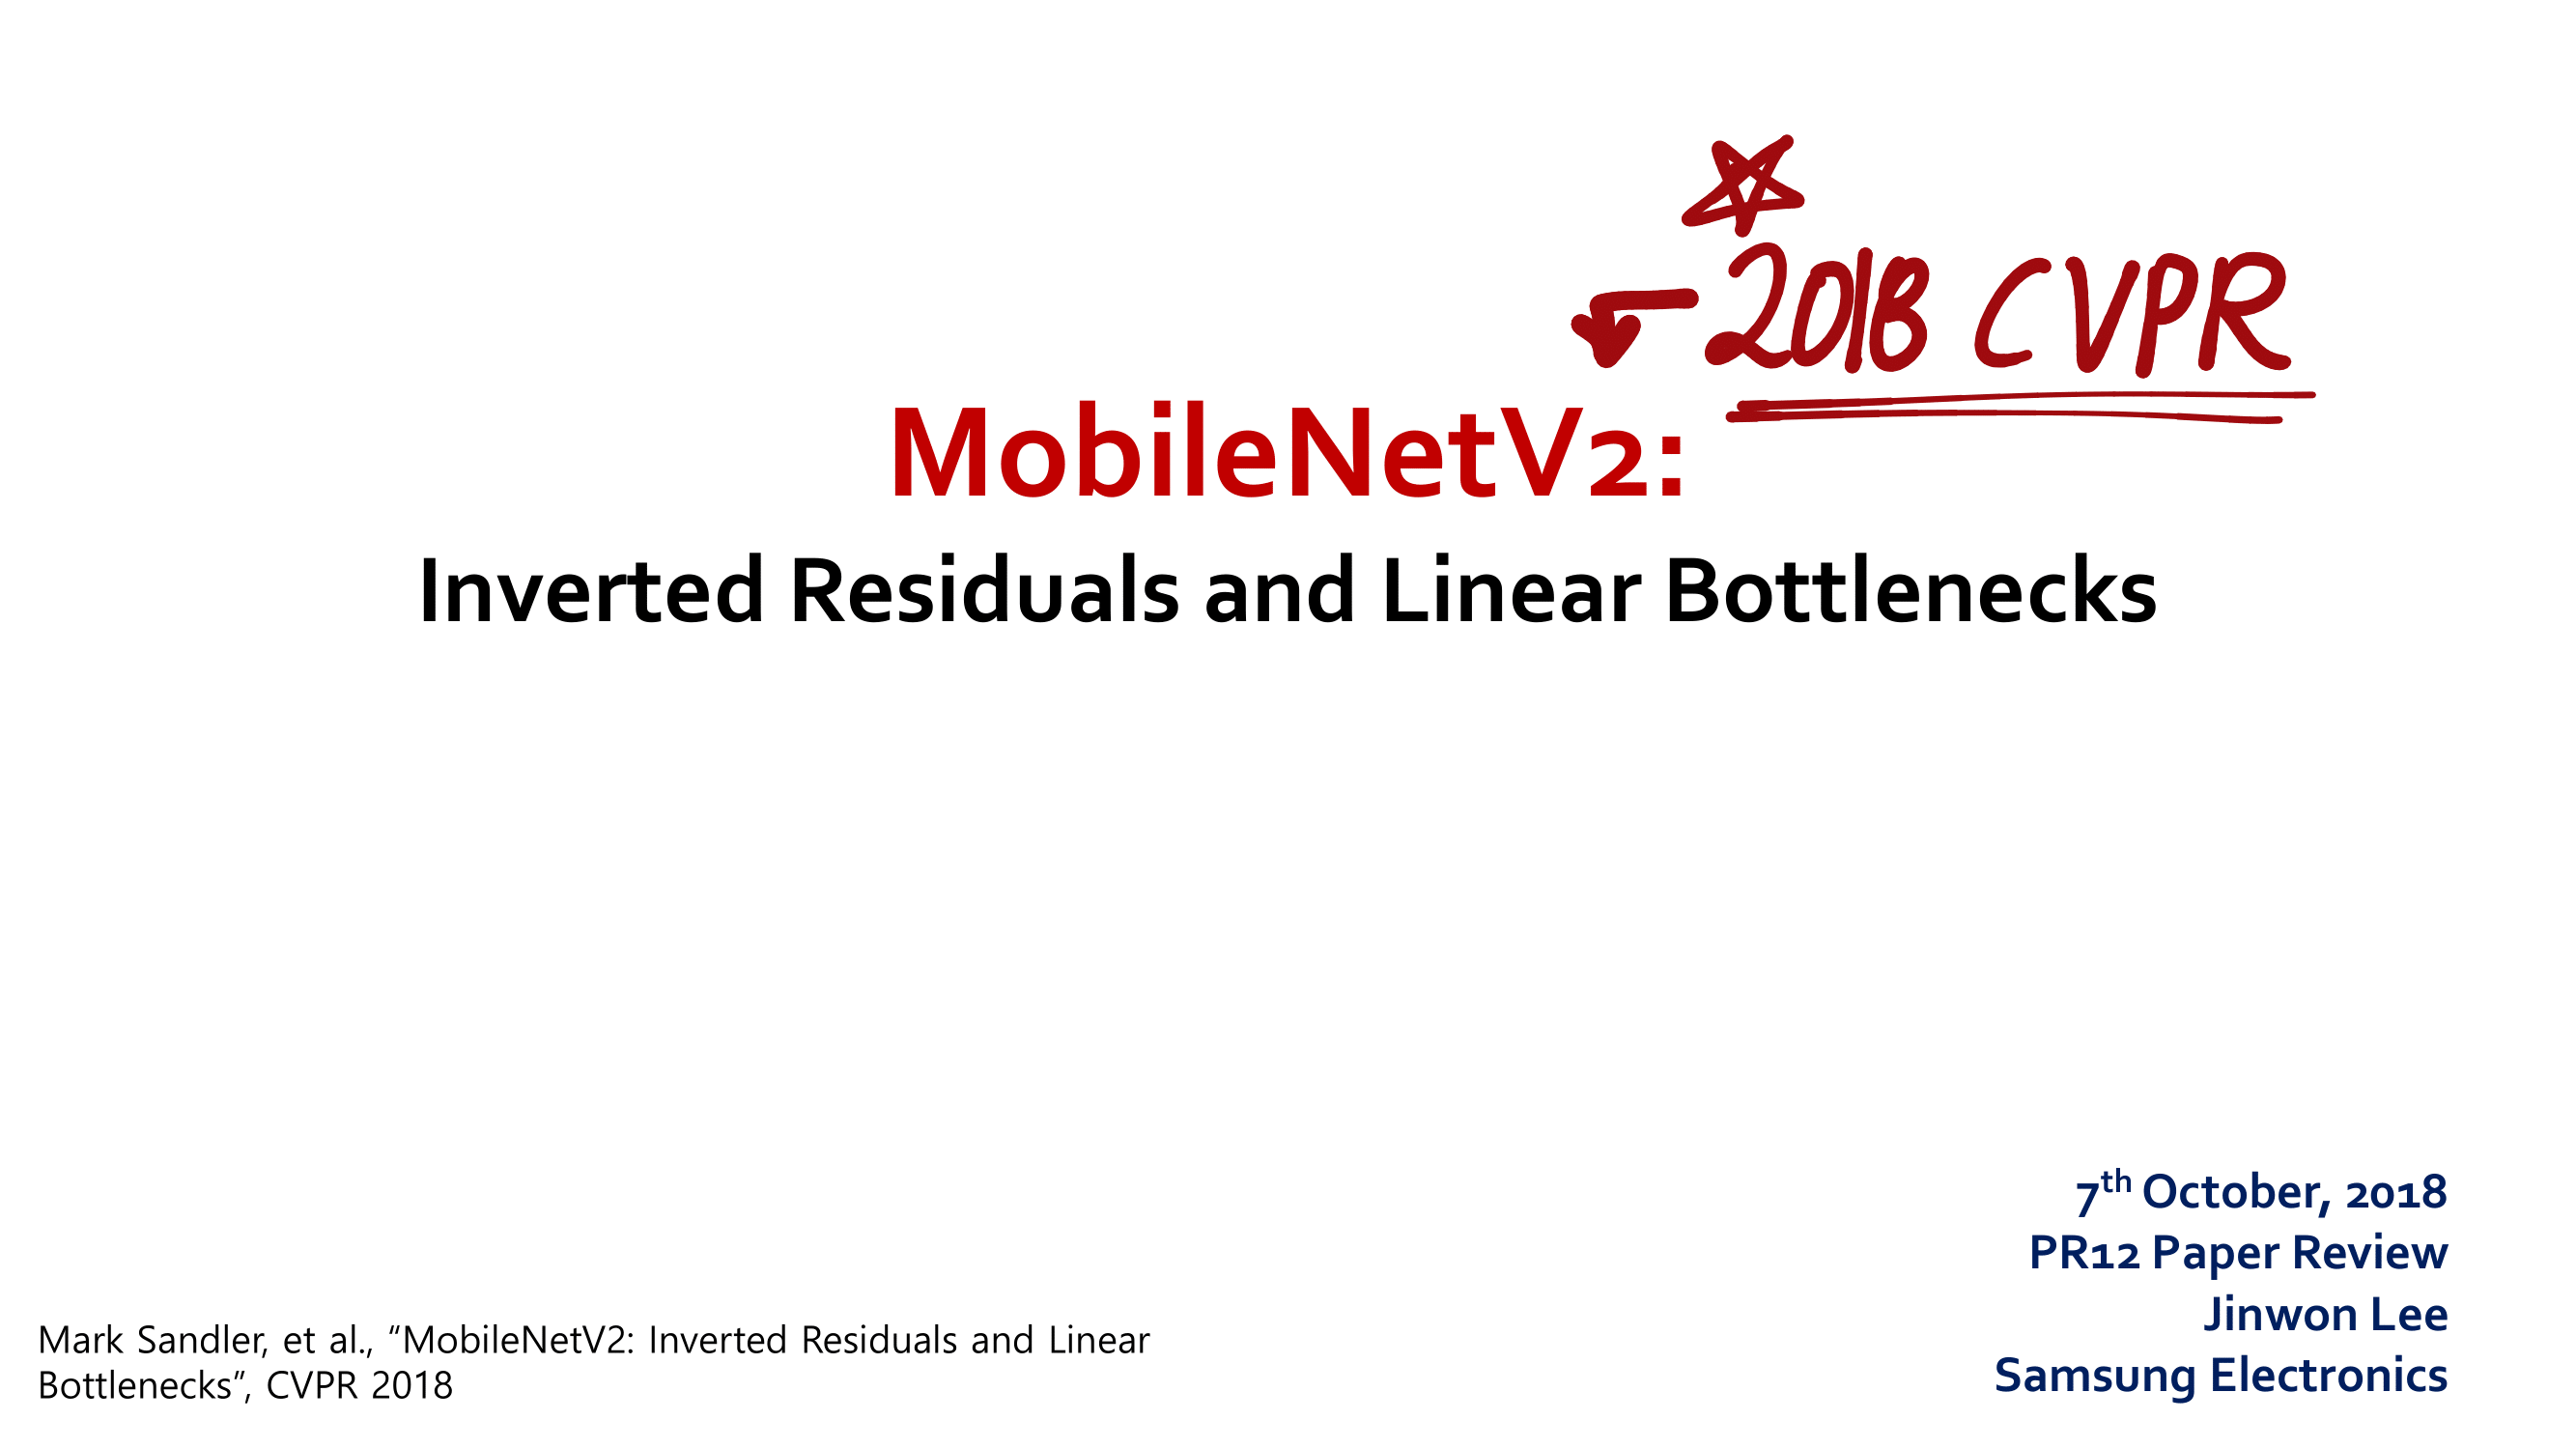 2018 CVPR
MobileNetV2:
Inverted Residuals and Linear Bottlenecks
7th October, 2018
PR12 Paper Review
Jinwon Lee
Samsung Electronics
Mark Sandler, et al., “MobileNetV2: Inverted Residuals and Linear
Bottlenecks”, CVPR 2018